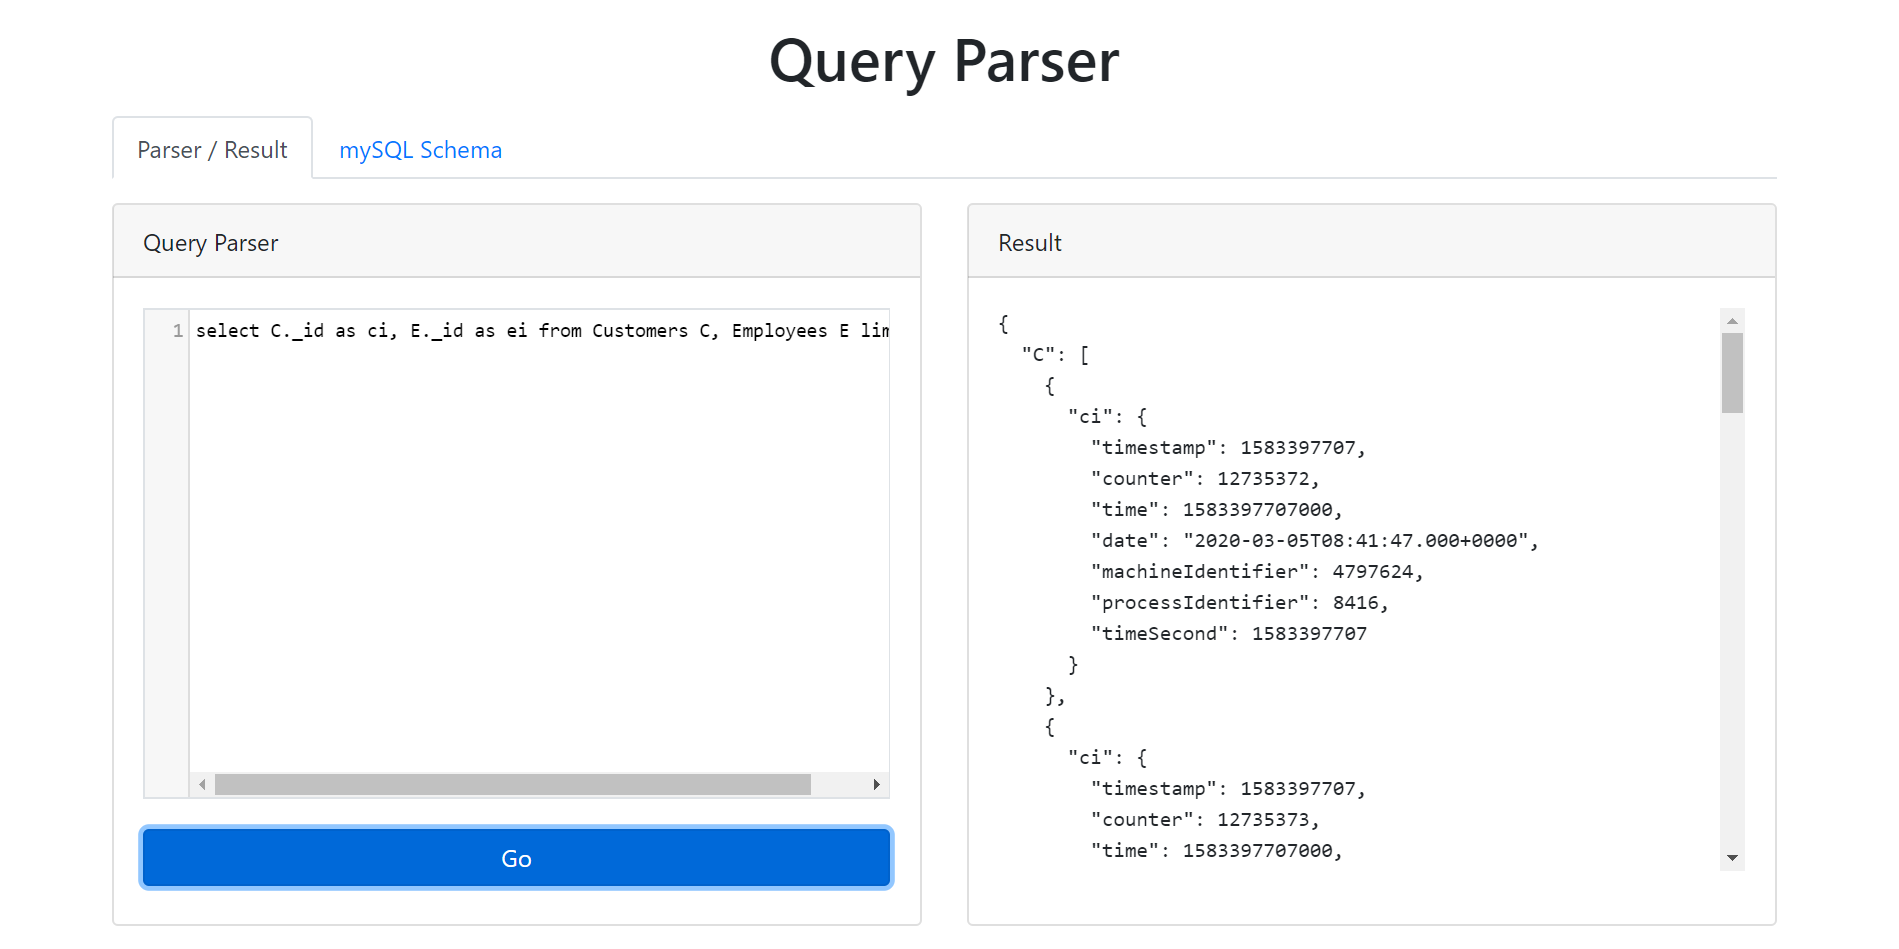 Query Parser
Parser / Result
mySQL Schema
Query Parser
1
select C._id as ci, E._id as ei from Customers C, Employees E lim
Go
Result
{
"C": [
{
"ci": {
"timestamp": 1583397707,
"counter": 12735372,
"time": 1583397707000,
"date": "2020-03-05T08:41:47.000+0000",
"machineIdentifier": 4797624,
"processIdentifier": 8416,
"timeSecond": 1583397707
}
},
{
"ci": {
"timestamp": 1583397707,
"counter": 12735373,
"time": 1583397707000,